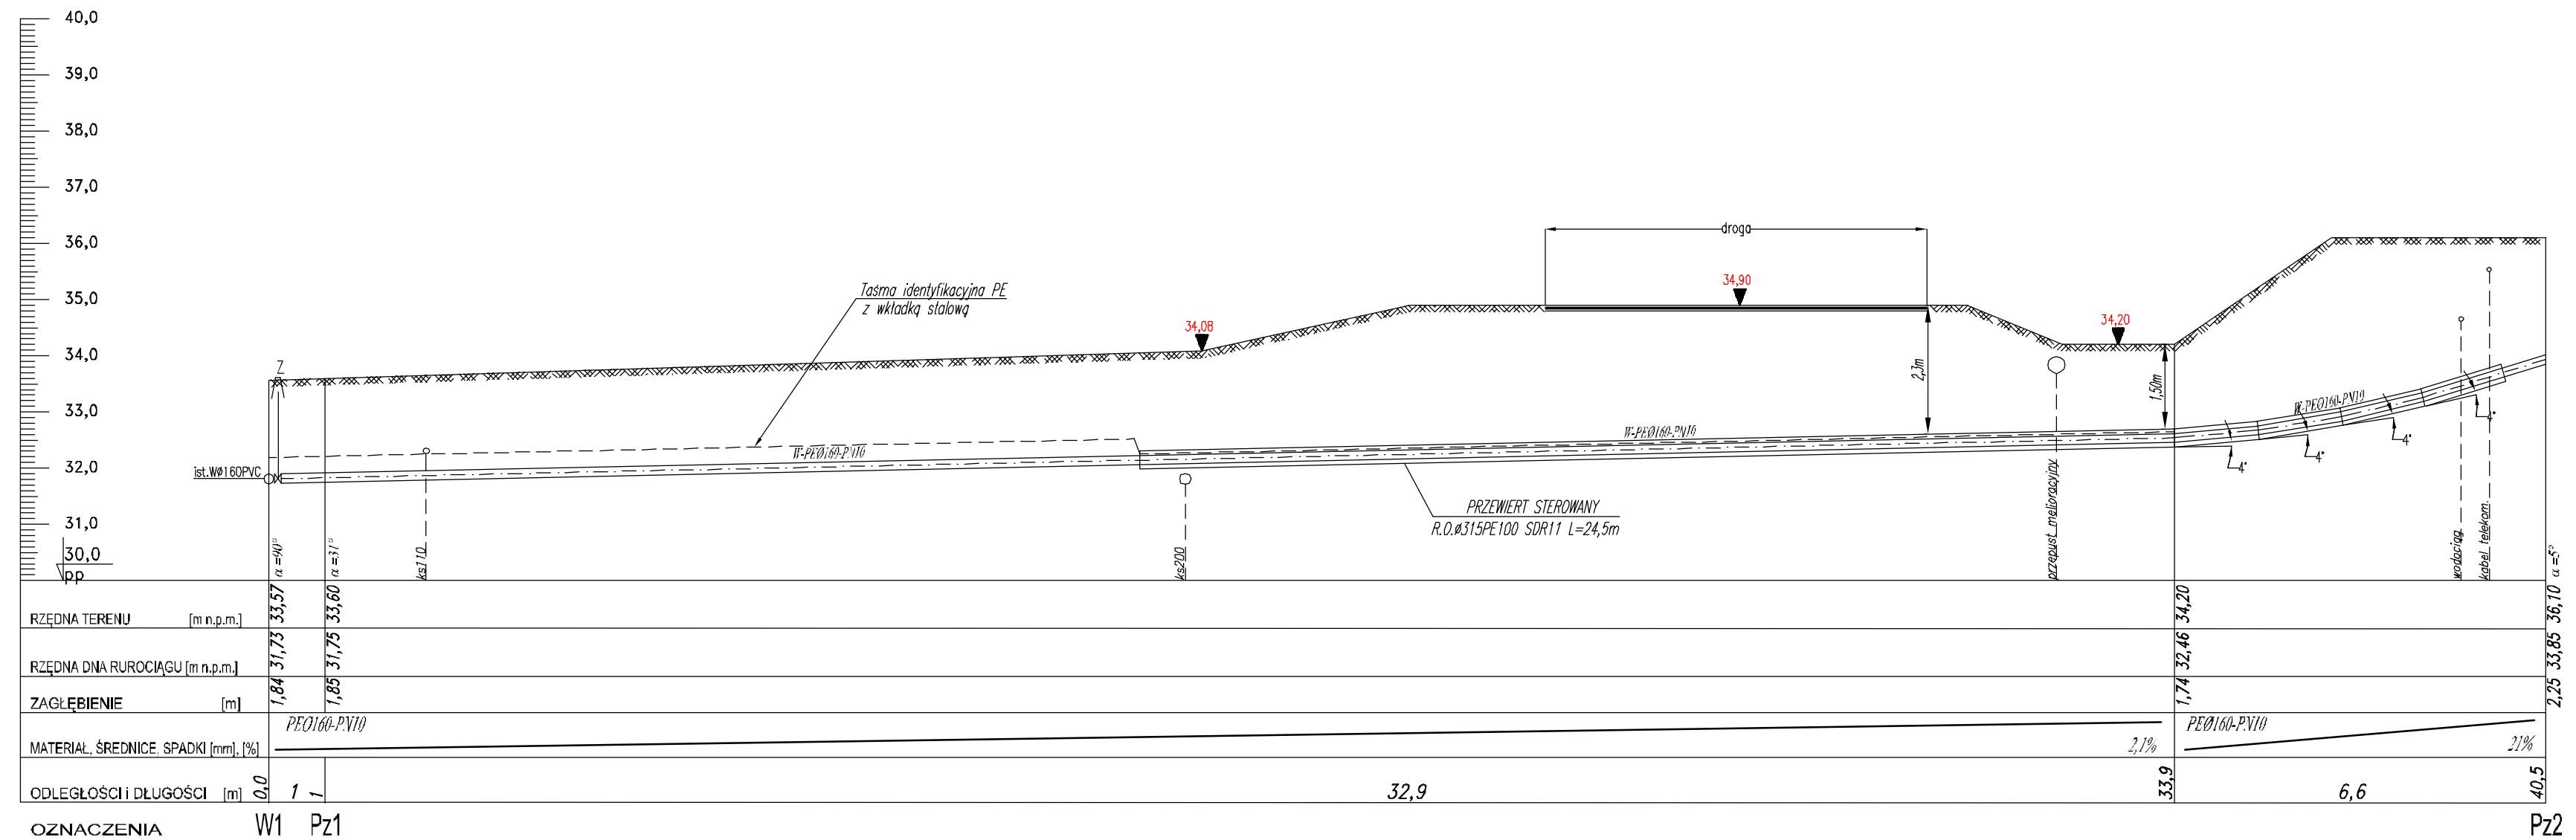 40,0
39,0
38,0
37,0
36,0
35,0
34,0
33,0
32,0
31,0
30,0
pp
droga
34,90
34,08
34,20
Taśma identyfikacyjna PE
z wkładką stalową
Z
2,3m
1,50m
ist.Wø160PVC
W-PEØ160-PN10
W-PEØ160-PN10
W-PEØ160-PN10
4°
4°
4°
4°
PRZEWIERT STEROWANY
R.O.ø315PE100 SDR11 L=24,5m
α=90°
α=31°
ks110
ks200
przepust melioracyjny
wodociąg
kabel telekom.
α=5°
RZĘDNA TERENU [m n.p.m.] 33,57 33,60 34,20 36,10
RZĘDNA DNA RUROCIĄGU [m n.p.m.] 31,73 31,75 32,46 33,85
ZAGŁĘBIENIE [m] 1,84 1,85 1,74 2,25
MATERIAŁ, ŚREDNICE. SPADKI [mm], [%] PEØ160-PN10 2,1% PEØ160-PN10 21%
ODLEGŁOŚCI i DŁUGOŚCI [m] 0,0 1 1 32,9 33,9 6,6 40,5
OZNACZENIA W1 Pz1 Pz2